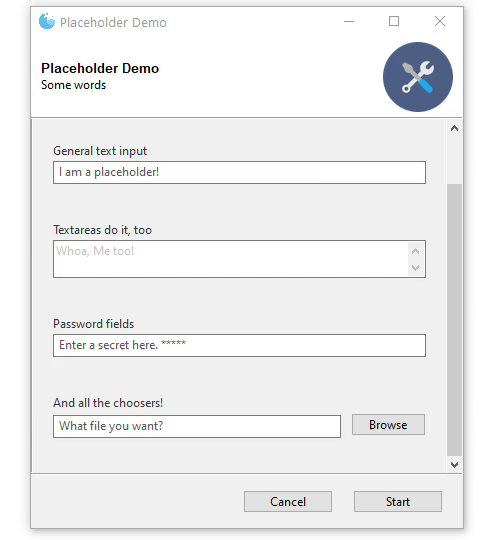 Placeholder Demo
Placeholder Demo
Some words
General text input
I am a placeholder!
Textareas do it, too
Whoa, Me too!
Password fields
Enter a secret here. *****
And all the choosers!
What file you want?
Browse
Cancel
Start